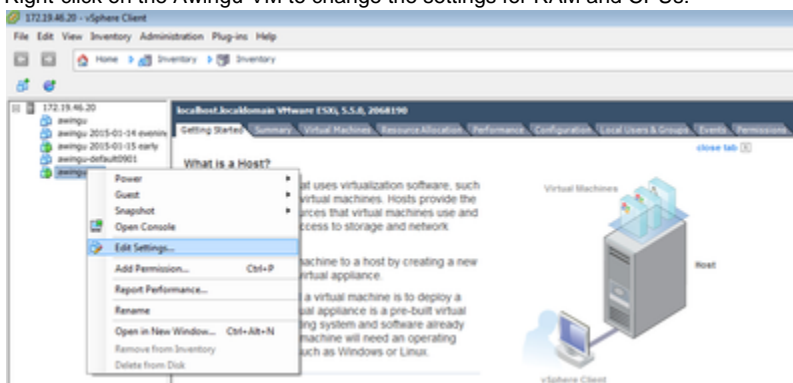 Right-click on the Awingu VM to change the settings for RAM and CPUs.
172.19.46.20 - vSphere Client
File Edit View Inventory Administration Plug-ins Help
Home Inventory Inventory
172.19.46.20
awingu
awingu 2015-01-14 evening
awingu 2015-01-15 early
awingu-default0901
awingu
localhost.localdomain VMware ESXi, 5.5.0, 2068190
Getting Started Summary Virtual Machines Resource Allocation Performance Configuration Local Users & Groups Events Permissions
close tab
What is a Host?
at uses virtualization software, such
virtual machines. Hosts provide the
urces that virtual machines use and
ccess to storage and network
achine to a host by creating a new
virtual appliance.
a virtual machine is to deploy a
ual appliance is a pre-built virtual
ng system and software already
machine will need an operating
uch as Windows or Linux.
Power
Guest
Snapshot
Open Console
Edit Settings...
Add Permission... Ctrl+P
Report Performance...
Rename
Open in New Window... Ctrl+Alt+N
Remove from Inventory
Delete from Disk
Virtual Machines
Host
vSphere Client